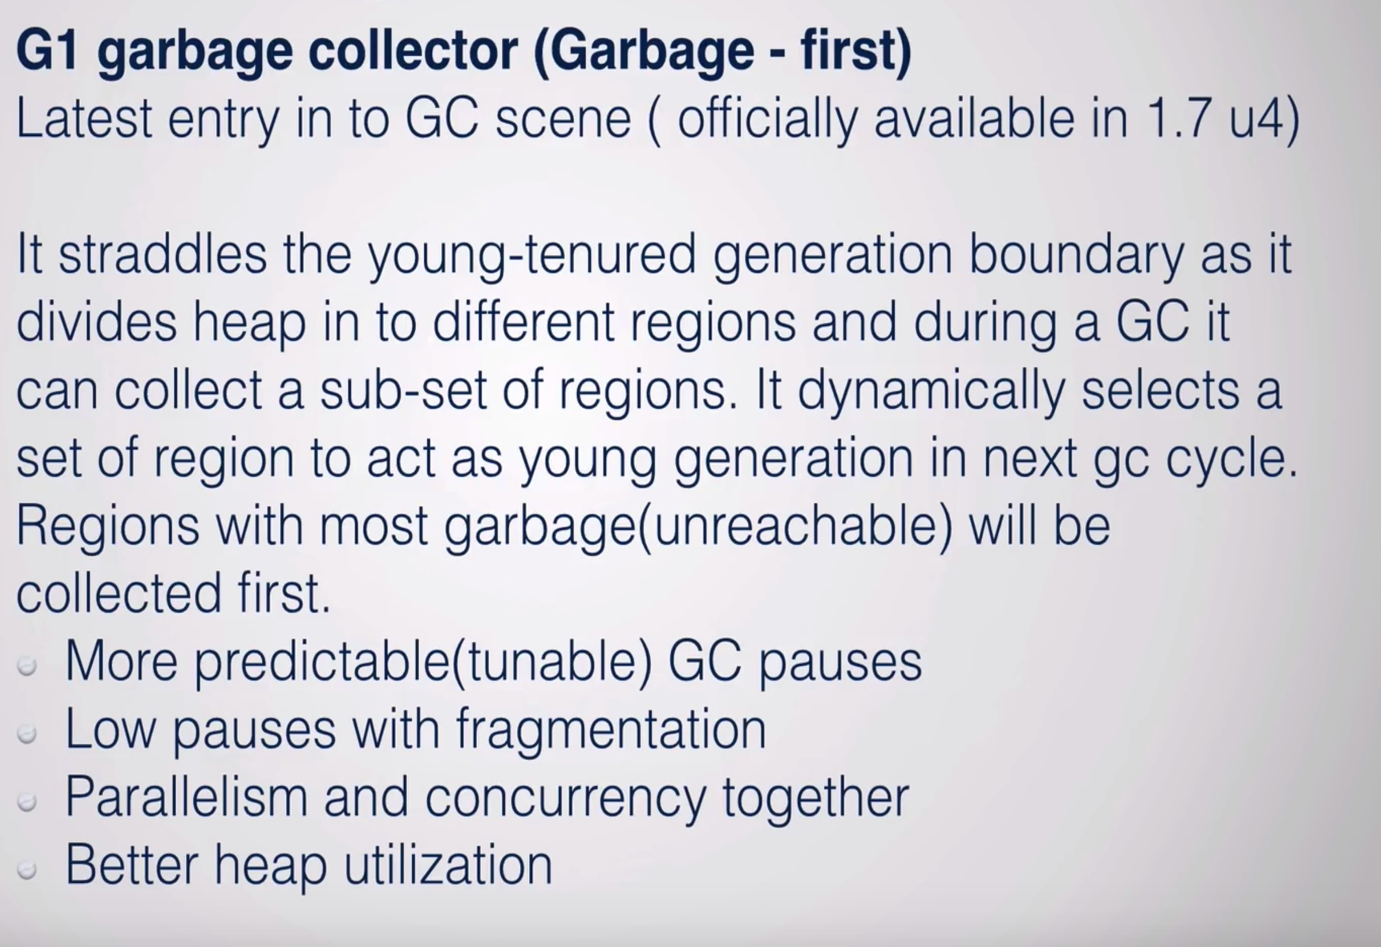 G1 garbage collector (Garbage - first)
Latest entry in to GC scene ( officially available in 1.7 u4)
It straddles the young-tenured generation boundary as it
divides heap in to different regions and during a GC it
can collect a sub-set of regions. It dynamically selects a
set of region to act as young generation in next gc cycle.
Regions with most garbage(unreachable) will be
collected first.
More predictable(tunable) GC pauses
Low pauses with fragmentation
Parallelism and concurrency together
Better heap utilization